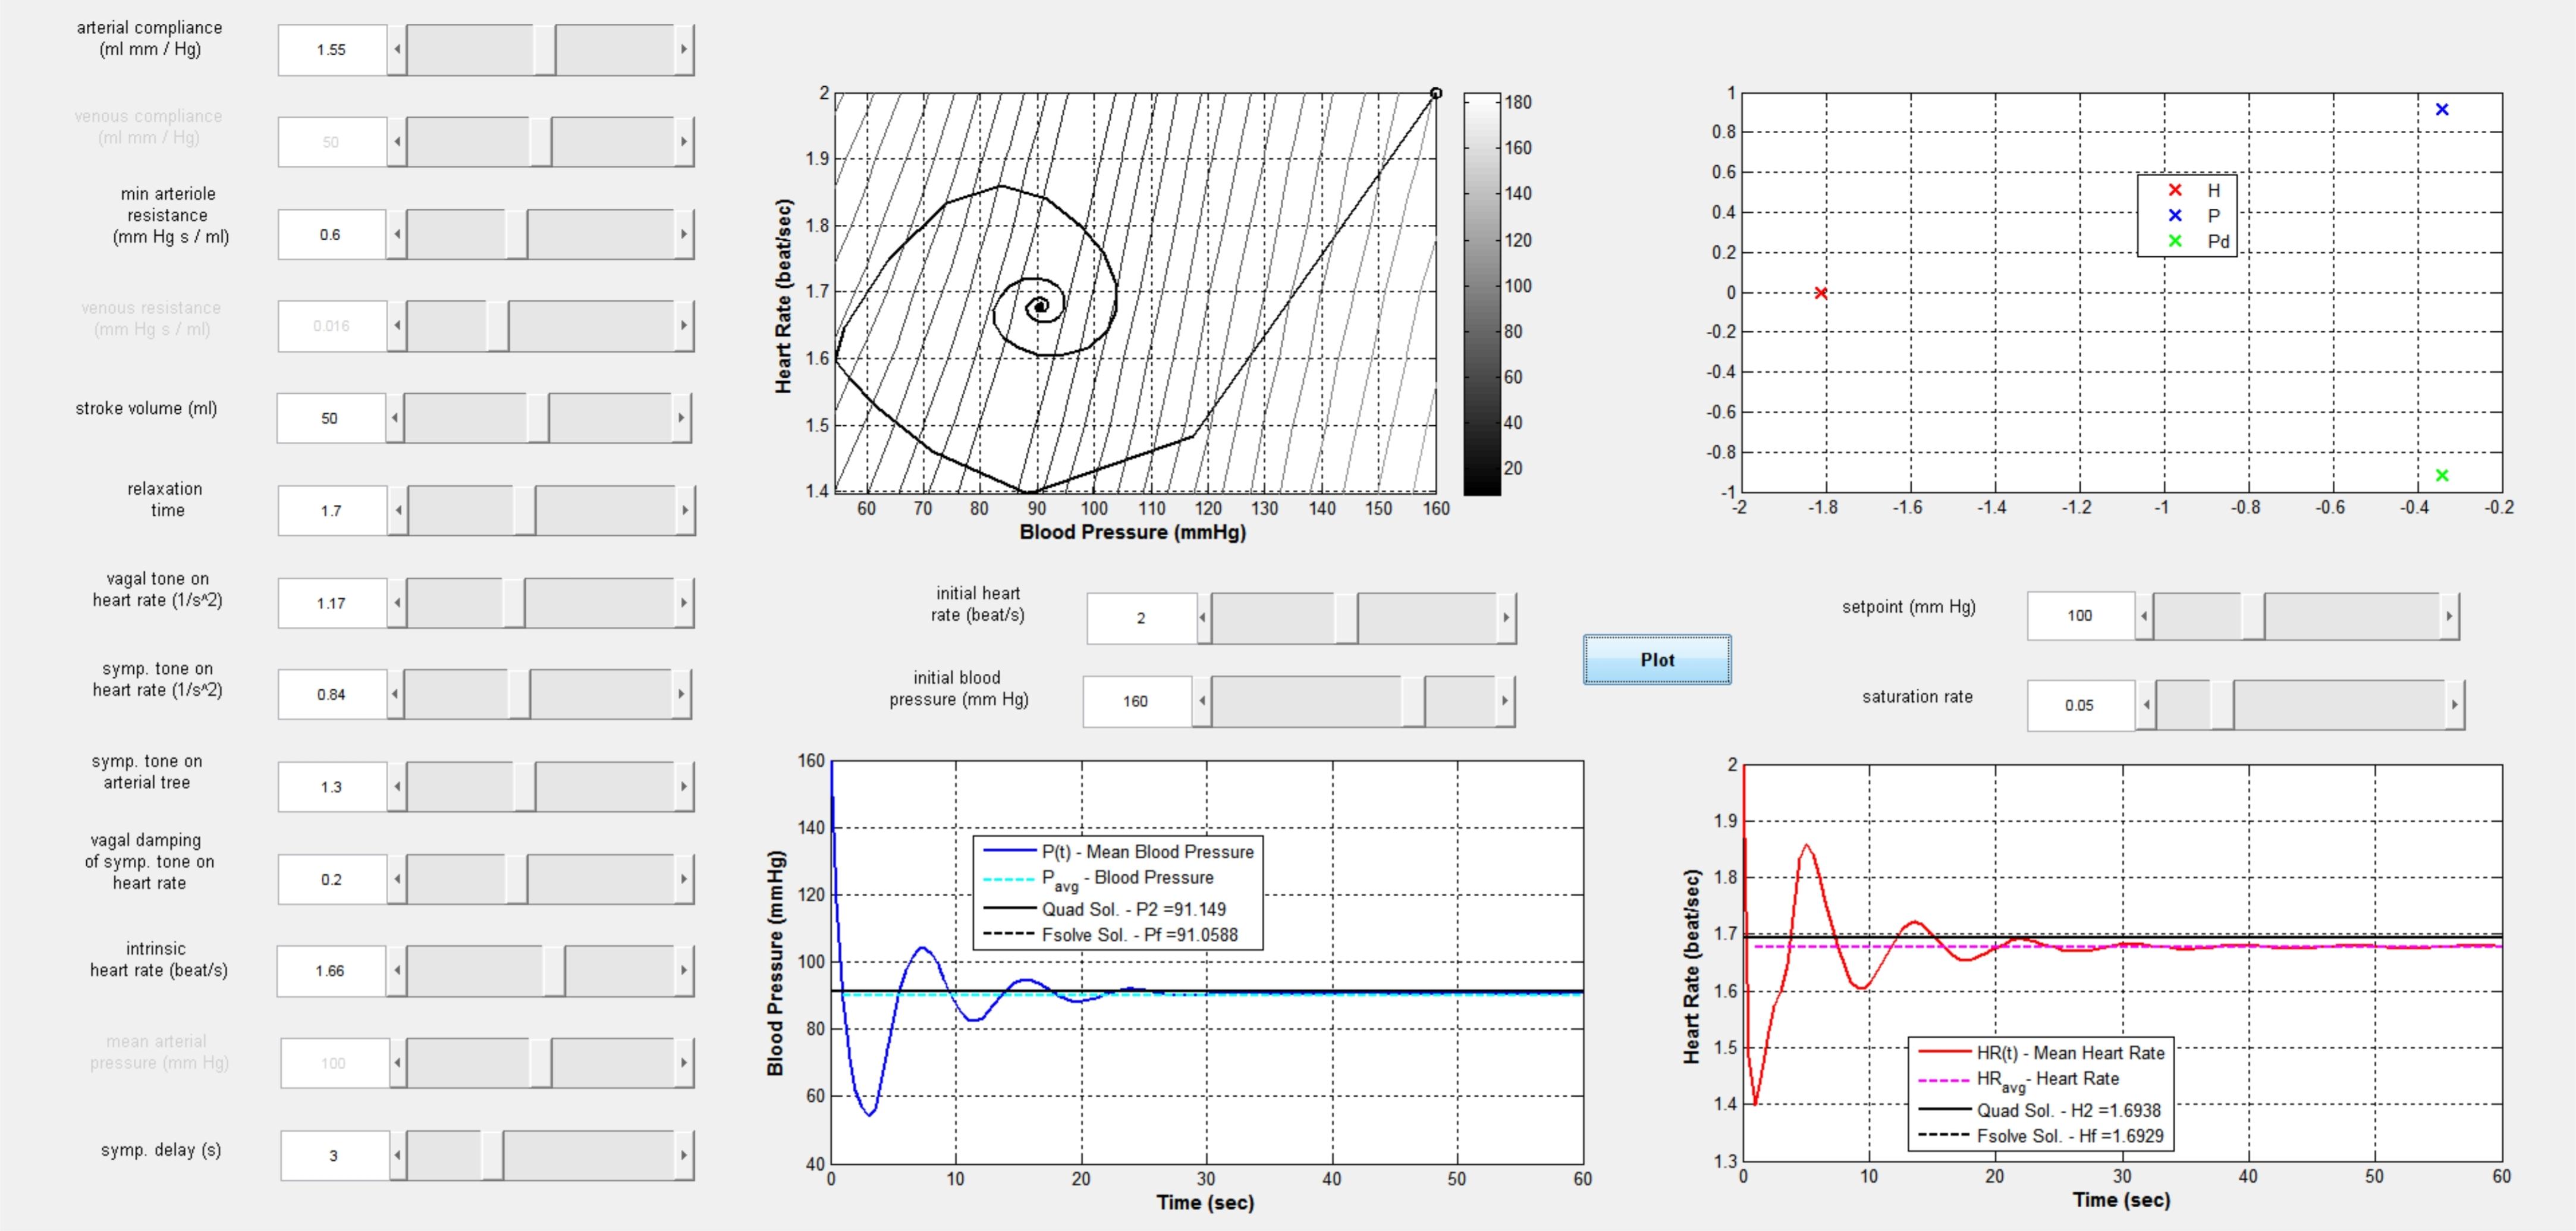 arterial compliance
(ml mm / Hg)
1.55
venous compliance
(ml mm / Hg)
50
min arteriole
resistance
(mm Hg s / ml)
0.6
venous resistance
(mm Hg s / ml)
0.016
stroke volume (ml)
50
relaxation
time
1.7
vagal tone on
heart rate (1/s^2)
1.17
symp. tone on
heart rate (1/s^2)
0.84
symp. tone on
arterial tree
1.3
vagal damping
of symp. tone on
heart rate
0.2
intrinsic
heart rate (beat/s)
1.66
mean arterial
pressure (mm Hg)
100
symp. delay (s)
3
Heart Rate (beat/sec)
2
1.9
1.8
1.7
1.6
1.5
1.4
60 70 80 90 100 110 120 130 140 150 160
Blood Pressure (mmHg)
180
160
140
120
100
80
60
40
20
1
0.8
0.6
0.4
0.2
0
-0.2
-0.4
-0.6
-0.8
-1
-2 -1.8 -1.6 -1.4 -1.2 -1 -0.8 -0.6 -0.4 -0.2
H
P
Pd
initial heart
rate (beat/s)
2
initial blood
pressure (mm Hg)
160
Plot
setpoint (mm Hg)
100
saturation rate
0.05
Blood Pressure (mmHg)
160
140
120
100
80
60
40
0 10 20 30 40 50 60
Time (sec)
P(t) - Mean Blood Pressure
Pavg - Blood Pressure
Quad Sol. - P2 =91.149
Fsolve Sol. - Pf =91.0588
Heart Rate (beat/sec)
2
1.9
1.8
1.7
1.6
1.5
1.4
1.3
0 10 20 30 40 50 60
Time (sec)
HR(t) - Mean Heart Rate
HRavg- Heart Rate
Quad Sol. - H2 =1.6938
Fsolve Sol. - Hf =1.6929